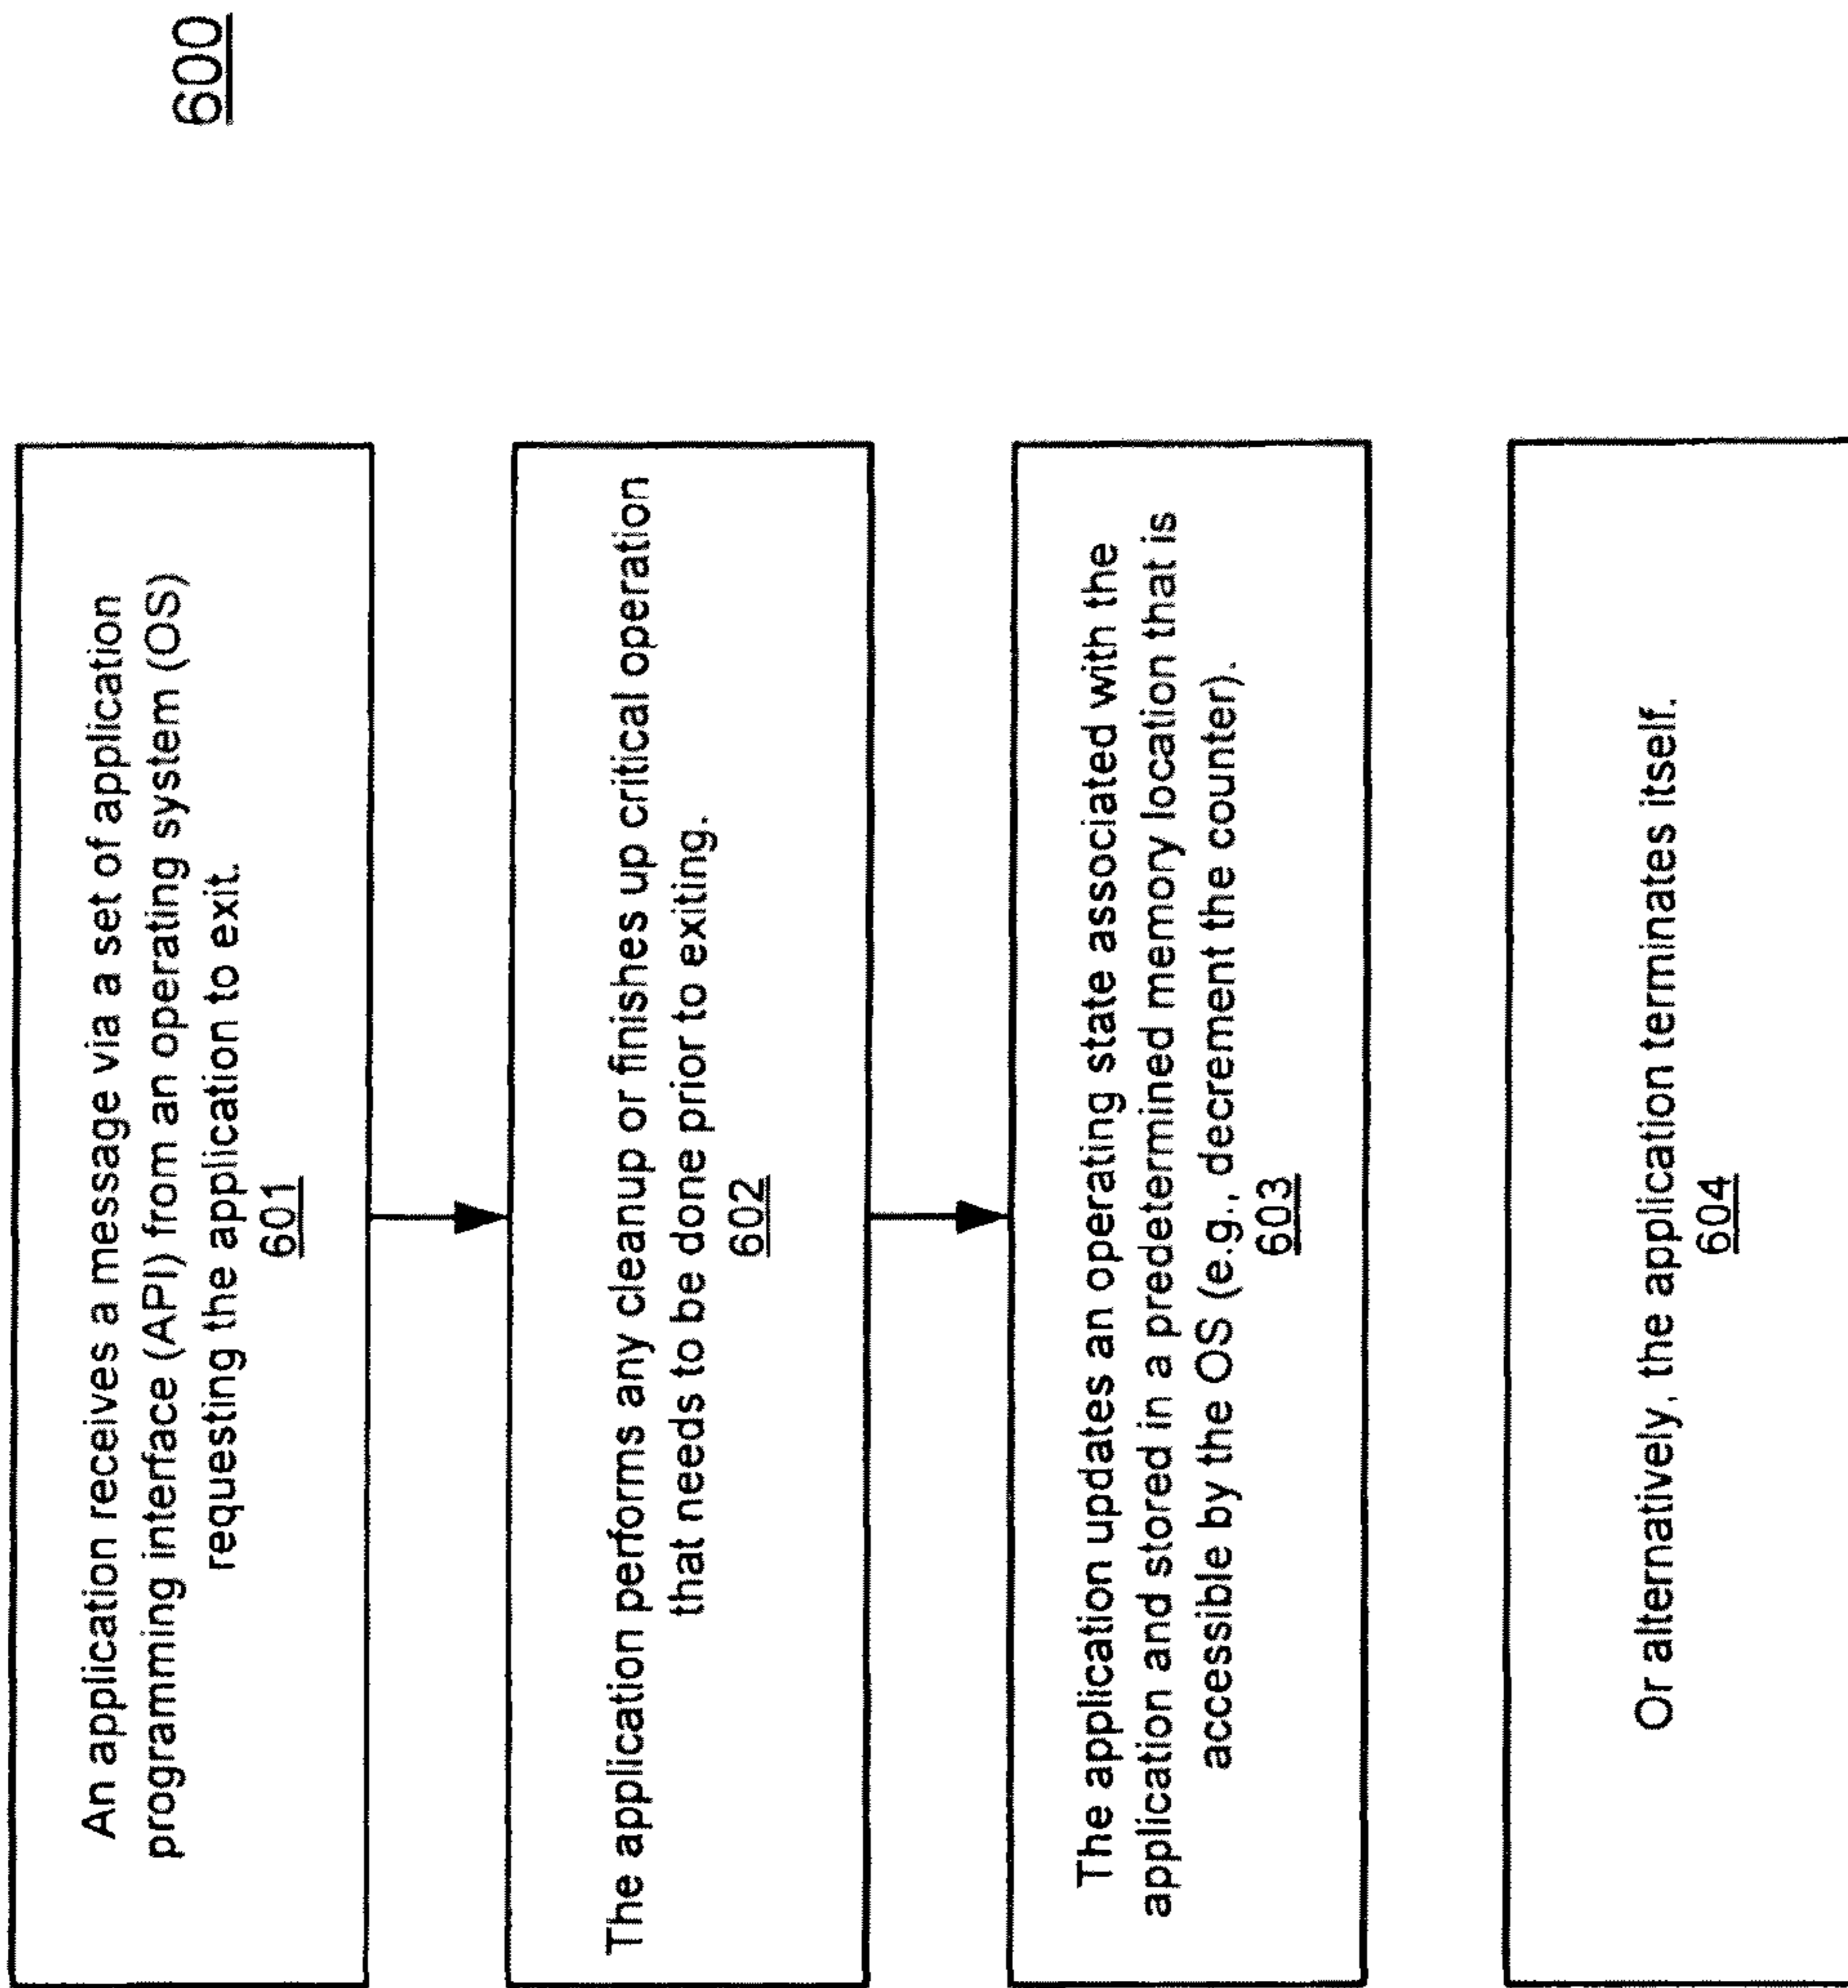 600
An application receives a message via a set of application
programming interface (API) from an operating system (OS)
requesting the application to exit.
601
The application performs any cleanup or finishes up critical operation
that needs to be done prior to exiting.
602
The application updates an operating state associated with the
application and stored in a predetermined memory location that is
accessible by the OS (e.g., decrement the counter).
603
Or alternatively, the application terminates itself.
604